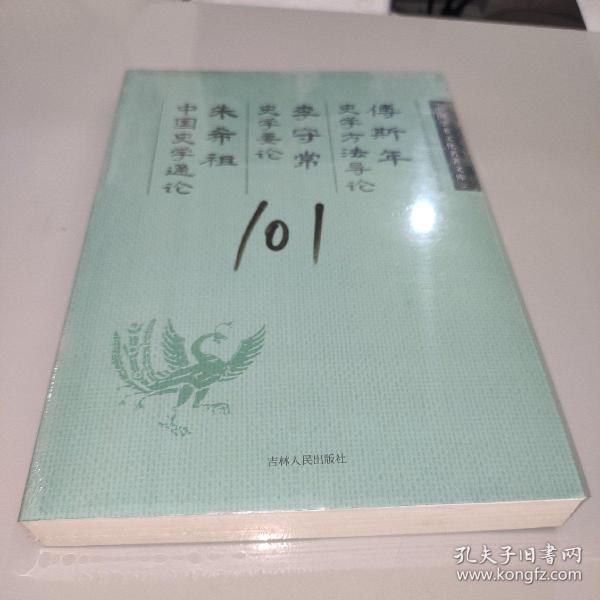 傅斯年
史学方法导论
李守常
史学要论
朱希祖
中国史学通论
101
吉林人民出版社
孔夫子旧书网
www.kongfz.com